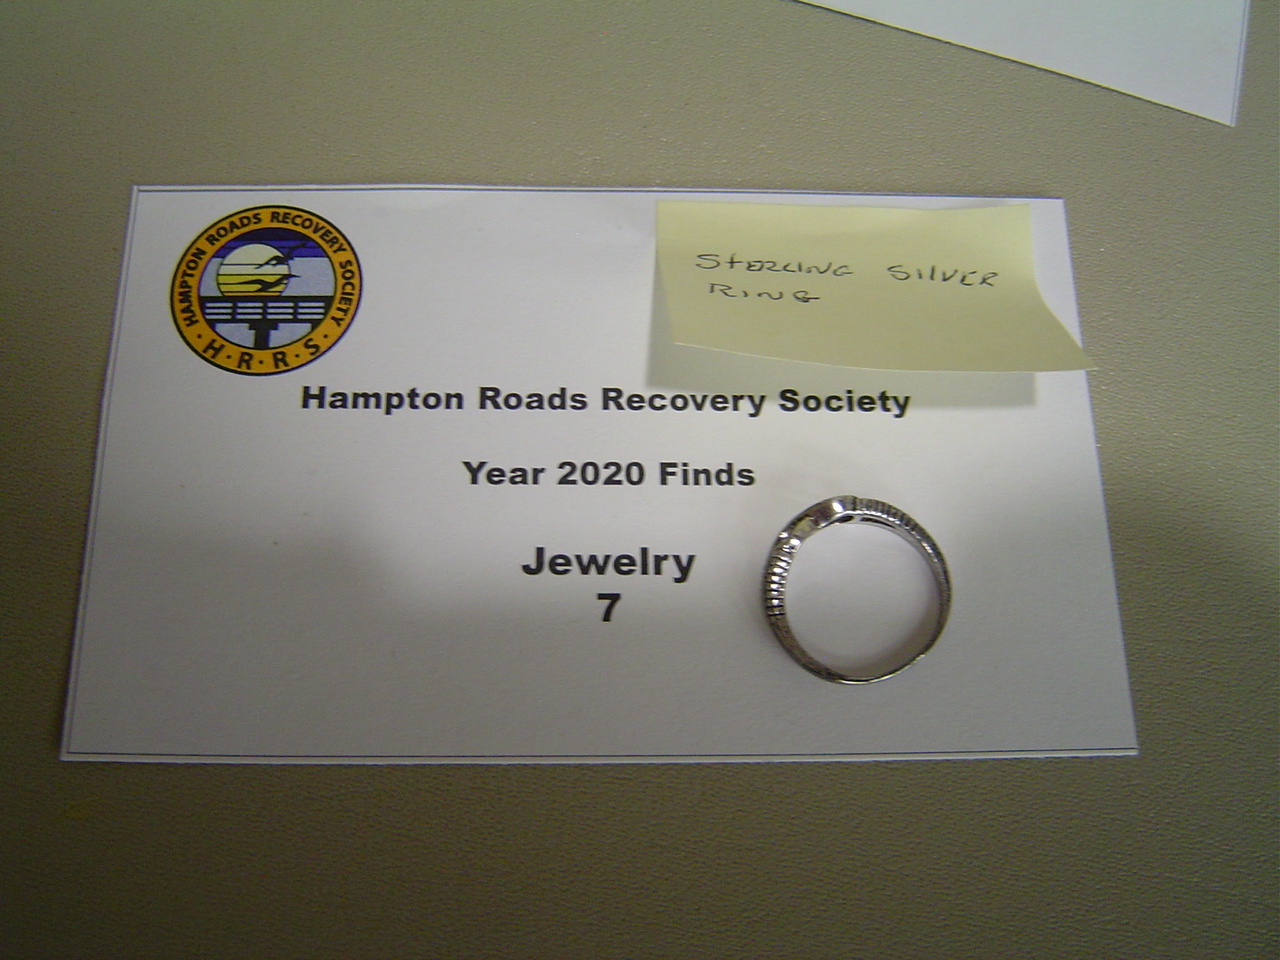 HAMPTON ROADS RECOVERY SOCIETY
· H · R · R · S ·
STERLING SILVER
RING
Hampton Roads Recovery Society
Year 2020 Finds
Jewelry
7